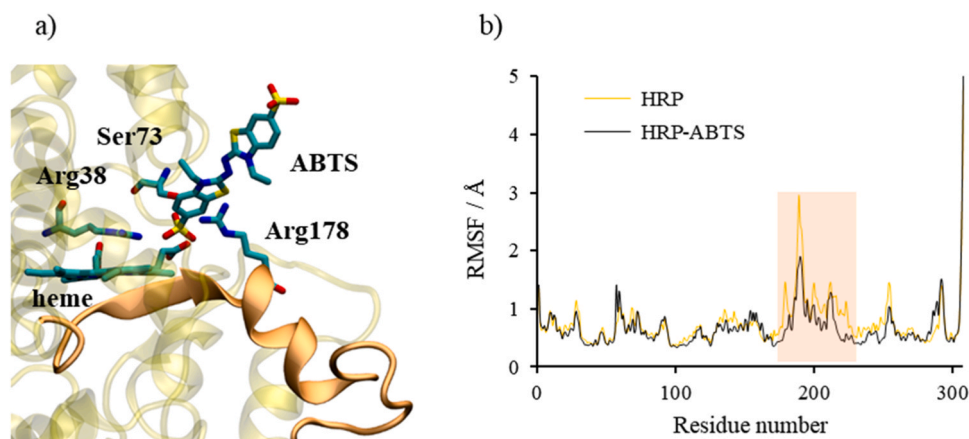 a)
Ser73
Arg38
ABTS
Arg178
heme
b)
5
4
3
2
1
0
RMSF / Å
HRP
HRP-ABTS
0
100
200
300
Residue number